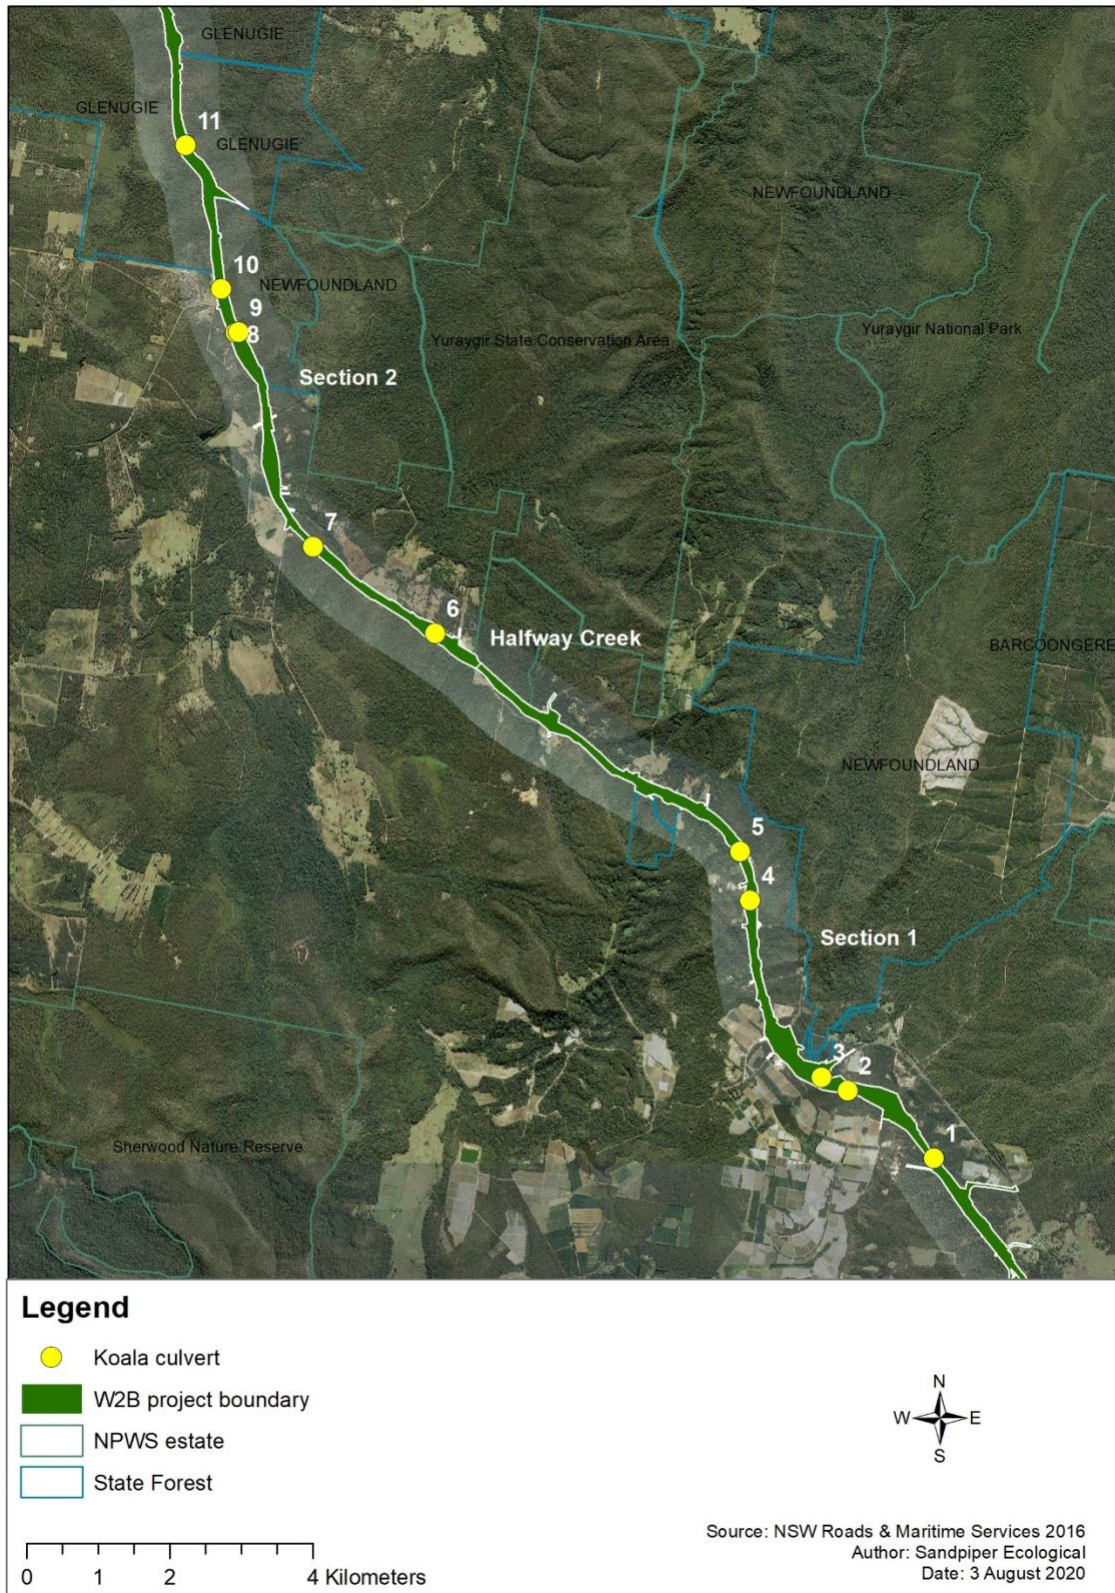 GLENUGIE
GLENUGIE
11
GLENUGIE
NEWFOUNDLAND
10
NEWFOUNDLAND
9
8
Yuraygir State Conservation Area
Yuraygir National Park
Section 2
7
6
Halfway Creek
BARCOONGERE
NEWFOUNDLAND
5
4
Section 1
3
2
1
Sherwood Nature Reserve
Legend
Koala culvert
W2B project boundary
NPWS estate
State Forest
N
W E
S
0 1 2 4 Kilometers
Source: NSW Roads & Maritime Services 2016
Author: Sandpiper Ecological
Date: 3 August 2020